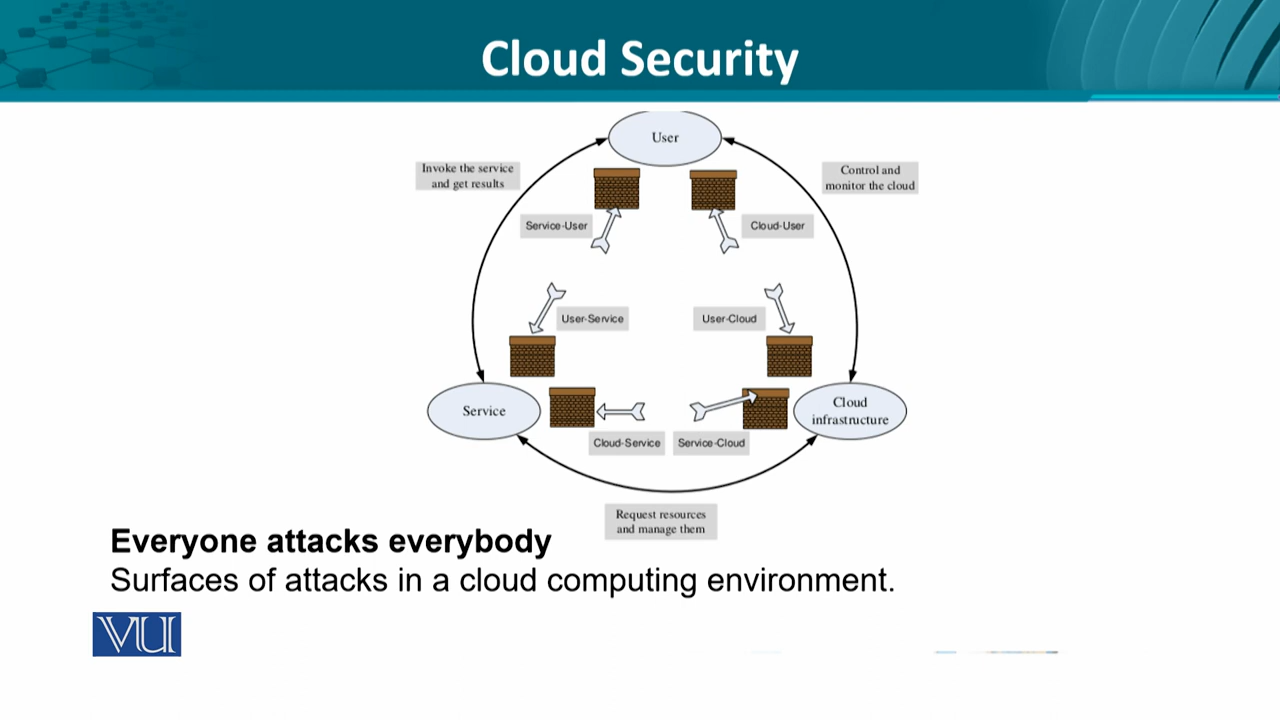 Cloud Security
User
Invoke the service
and get results
Control and
monitor the cloud
Service-User
Cloud-User
User-Service
User-Cloud
Service
Cloud
infrastructure
Cloud-Service
Service-Cloud
Request resources
and manage them
Everyone attacks everybody
Surfaces of attacks in a cloud computing environment.
VU